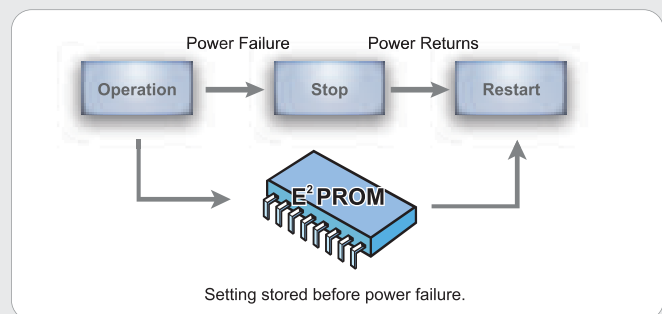 Power Failure
Power Returns
Operation
Stop
Restart
E²PROM
Setting stored before power failure.